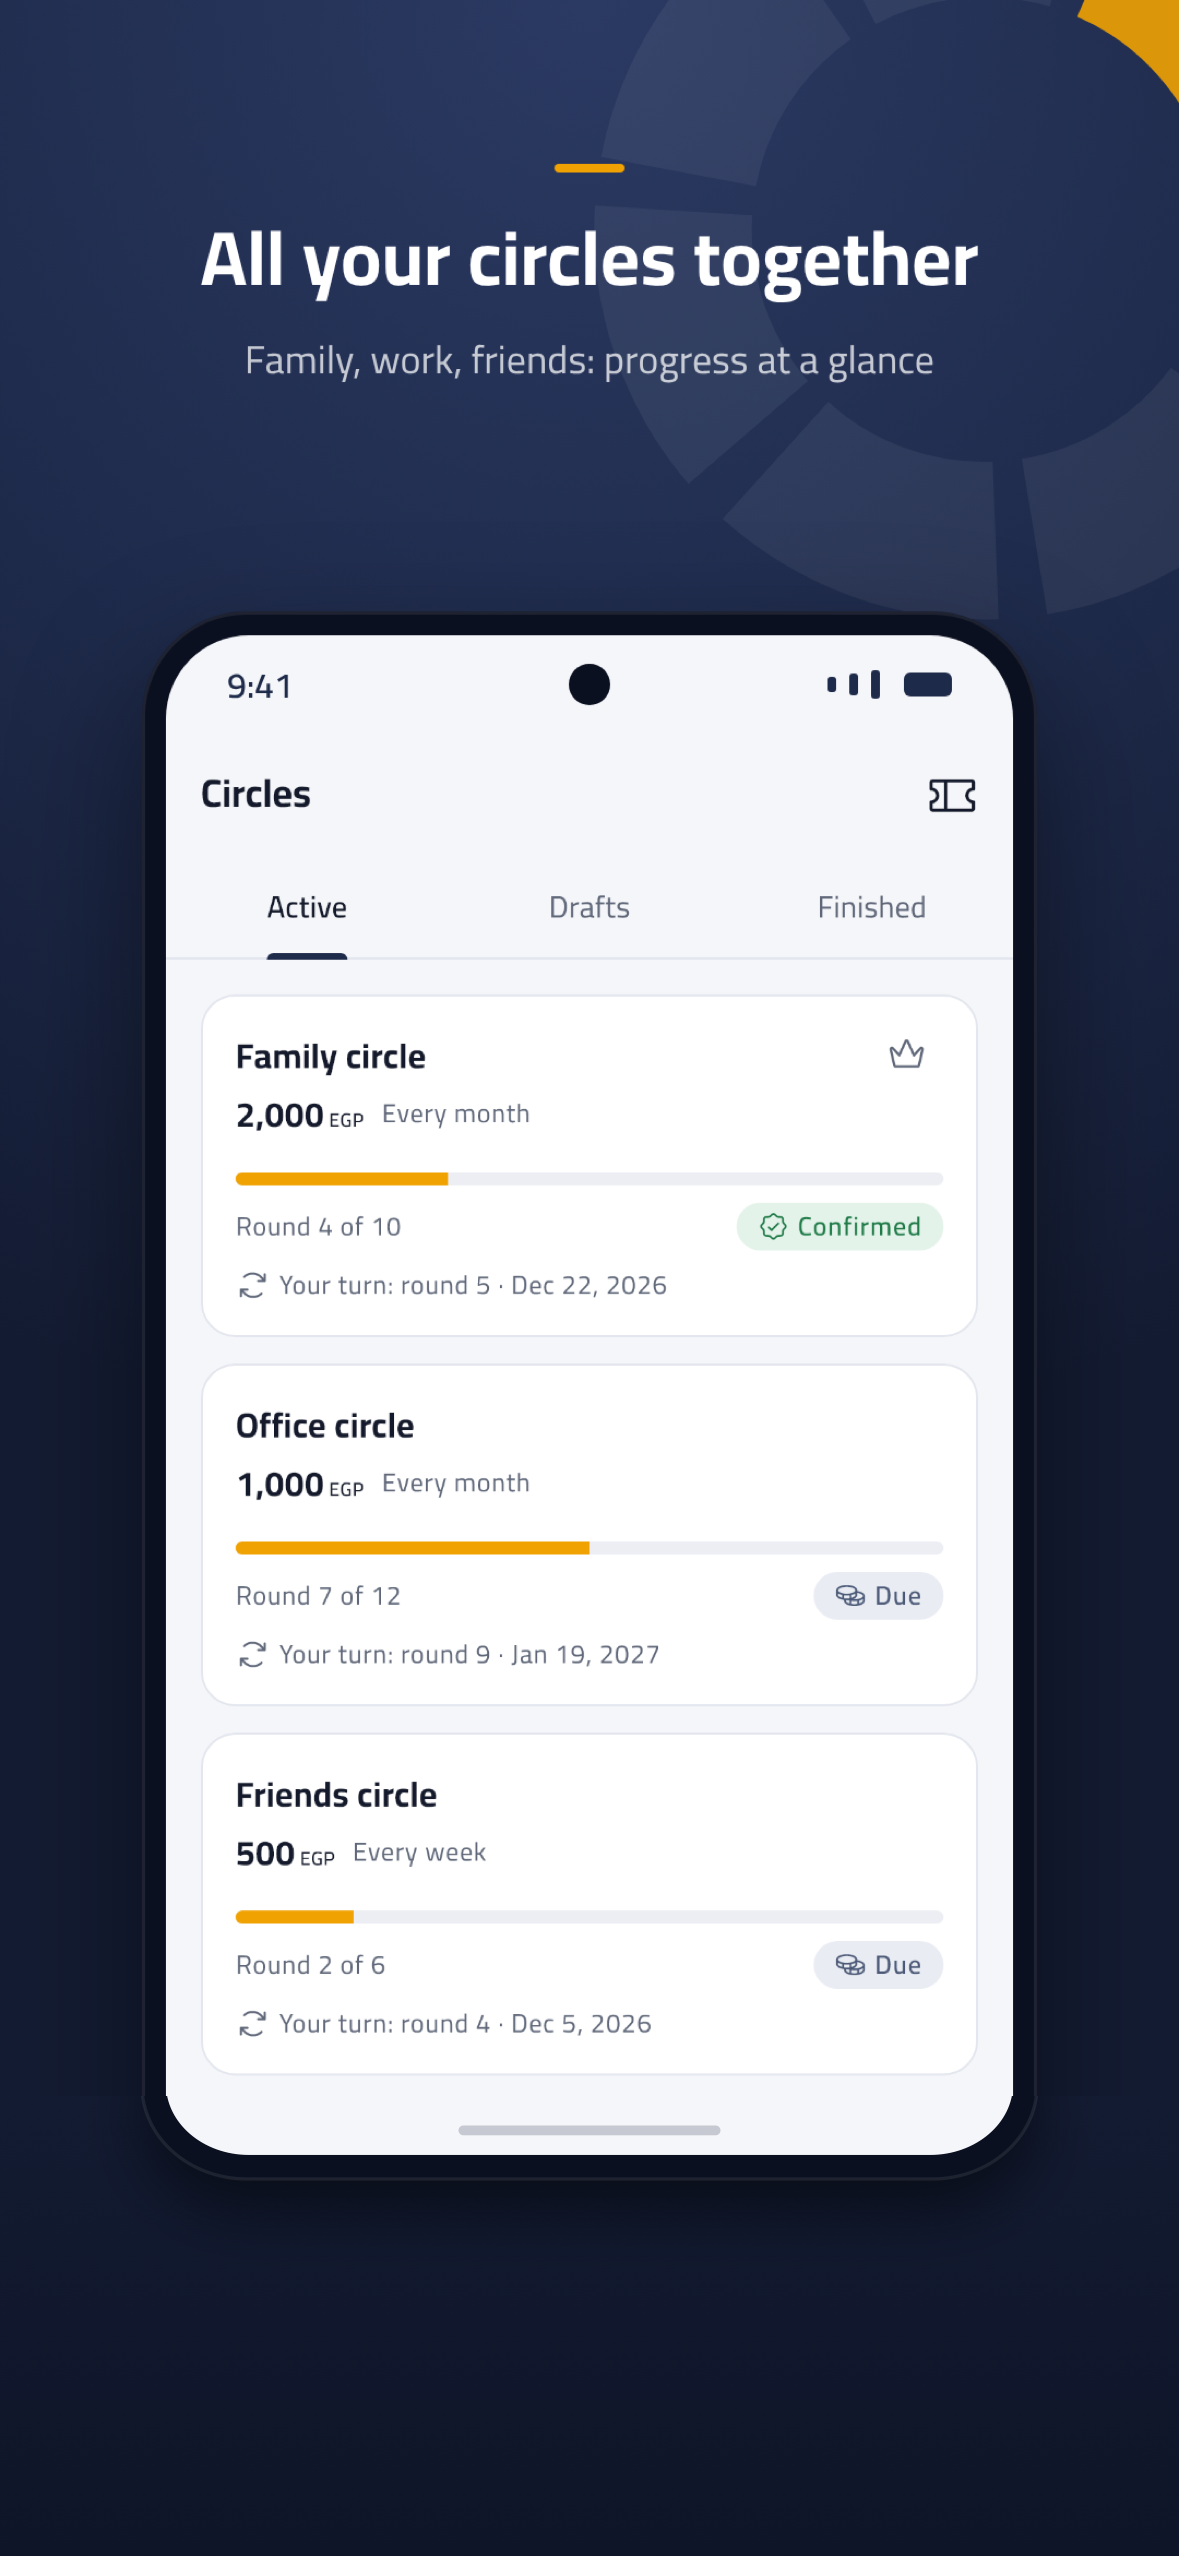 All your circles together
Family, work, friends: progress at a glance
9:41
Circles
Active Drafts Finished
Family circle
2,000 EGP Every month
Round 4 of 10 Confirmed
Your turn: round 5 · Dec 22, 2026
Office circle
1,000 EGP Every month
Round 7 of 12 Due
Your turn: round 9 · Jan 19, 2027
Friends circle
500 EGP Every week
Round 2 of 6 Due
Your turn: round 4 · Dec 5, 2026